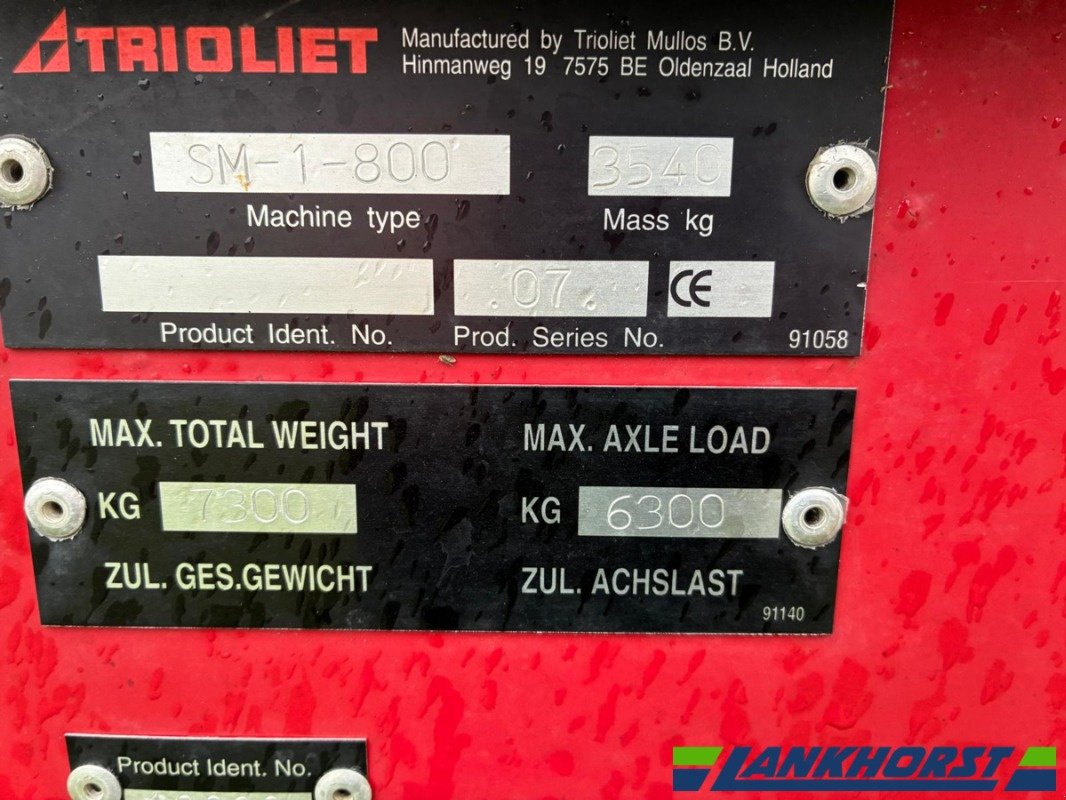 TRIOLIET
Manufactured by Trioliet Mullos B.V.
Hinmanweg 19 7575 BE Oldenzaal Holland
SM-1-800 3540
Machine type Mass kg
.07. CE
Product Ident. No. Prod. Series No. 91058
MAX. TOTAL WEIGHT MAX. AXLE LOAD
KG 7300 KG 6300
ZUL. GES.GEWICHT ZUL. ACHSLAST
91140
Product Ident. No.
LANKHORST